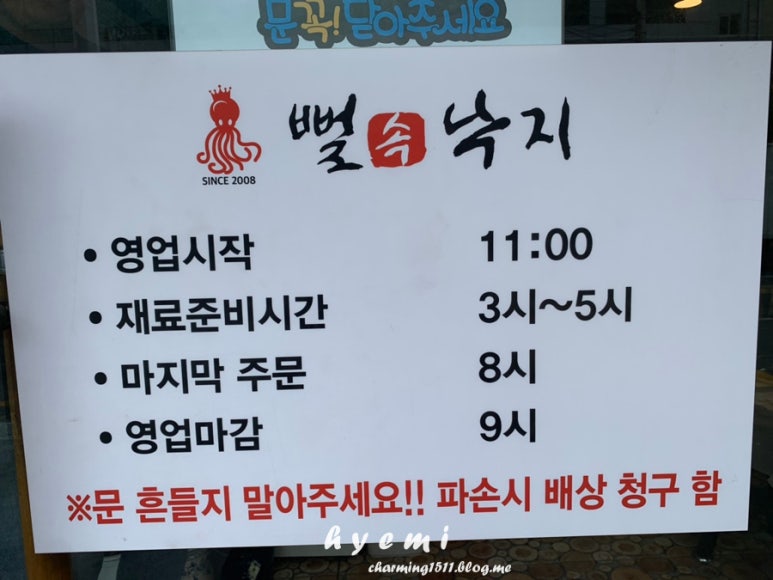 문 꼭! 닫아주세요
뻘속낙지
SINCE 2008
• 영업시작 11:00
• 재료준비시간 3시~5시
• 마지막 주문 8시
• 영업마감 9시
※문 흔들지 말아주세요!! 파손시 배상 청구 함
hyemi
charming1511.blog.me